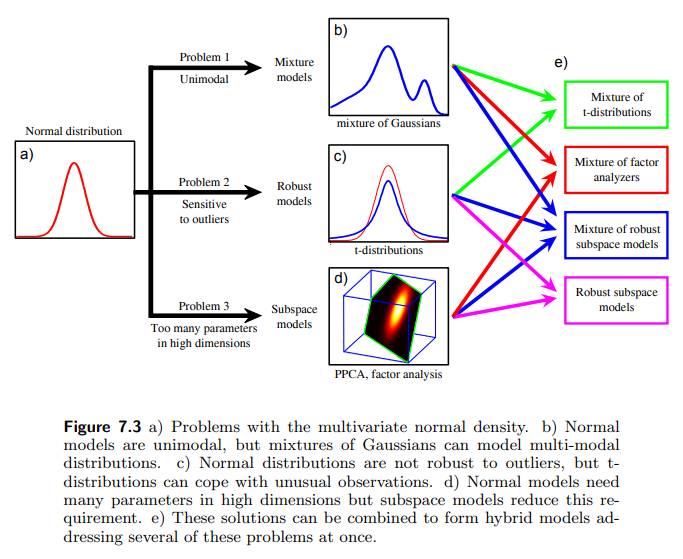 Normal distribution
a)
Problem 1
Unimodal
Mixture
models
Problem 2
Sensitive
to outliers
Robust
models
Problem 3
Too many parameters
in high dimensions
Subspace
models
b)
mixture of Gaussians
c)
t-distributions
d)
PPCA, factor analysis
e)
Mixture of
t-distributions
Mixture of factor
analyzers
Mixture of robust
subspace models
Robust subspace
models
Figure 7.3 a) Problems with the multivariate normal density. b) Normal
models are unimodal, but mixtures of Gaussians can model multi-modal
distributions. c) Normal distributions are not robust to outliers, but t-
distributions can cope with unusual observations. d) Normal models need
many parameters in high dimensions but subspace models reduce this re-
quirement. e) These solutions can be combined to form hybrid models ad-
dressing several of these problems at once.